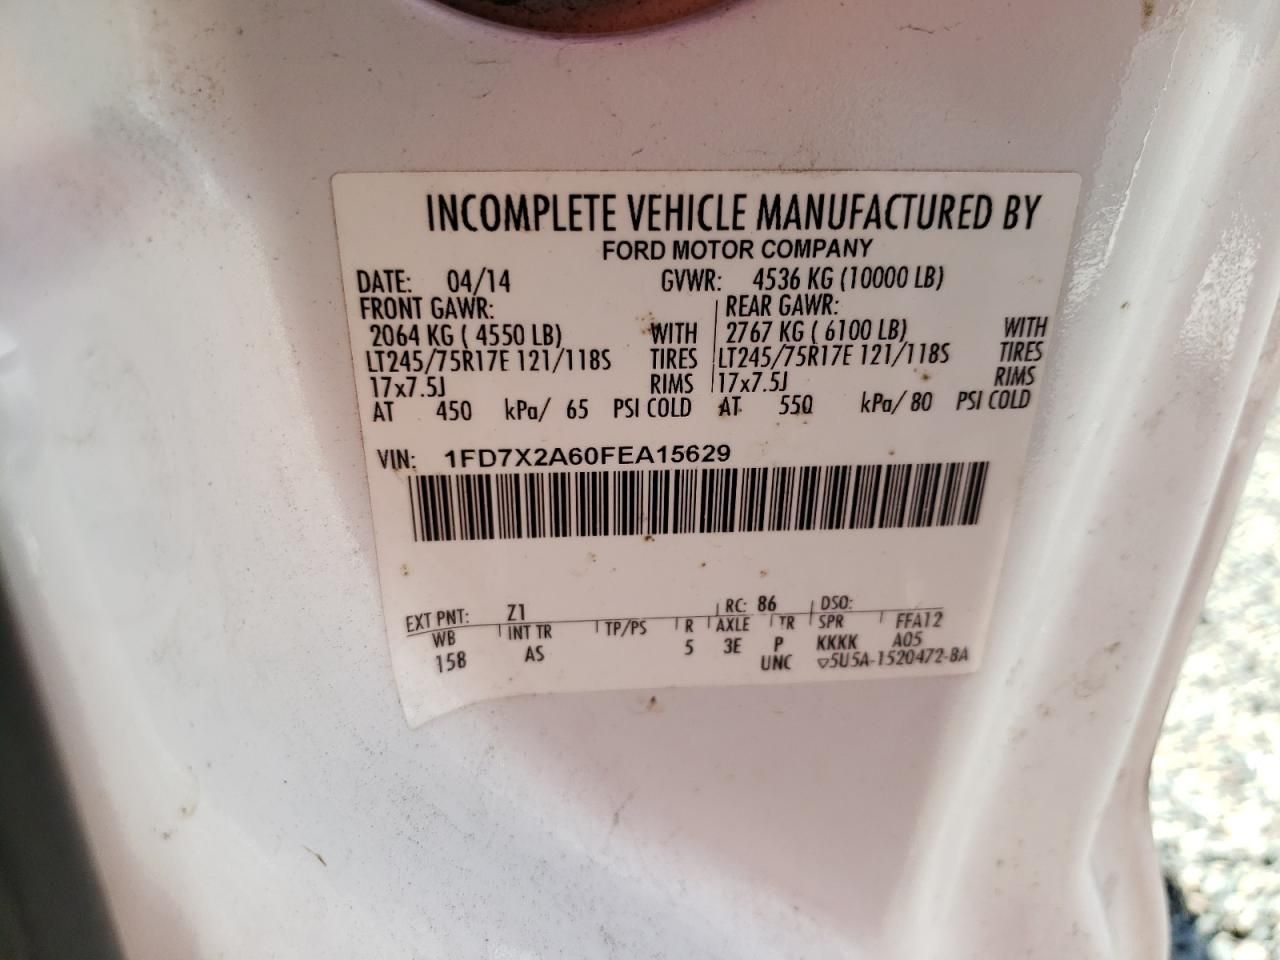 INCOMPLETE VEHICLE MANUFACTURED BY
FORD MOTOR COMPANY
DATE: 04/14 GVWR: 4536 KG (10000 LB)
FRONT GAWR: REAR GAWR:
2064 KG ( 4550 LB) WITH 2767 KG ( 6100 LB) WITH
LT245/75R17E 121/118S TIRES LT245/75R17E 121/118S TIRES
17x7.5J RIMS 17x7.5J RIMS
AT 450 kPa/ 65 PSI COLD AT 550 kPa/ 80 PSI COLD
VIN: 1FD7X2A60FEA15629
EXT PNT: Z1 RC: 86 DSO:
WB INT TR TP/PS R AXLE TR SPR FFA12
158 AS 5 3E P KKKK A05
UNC 5U5A-1520472-BA